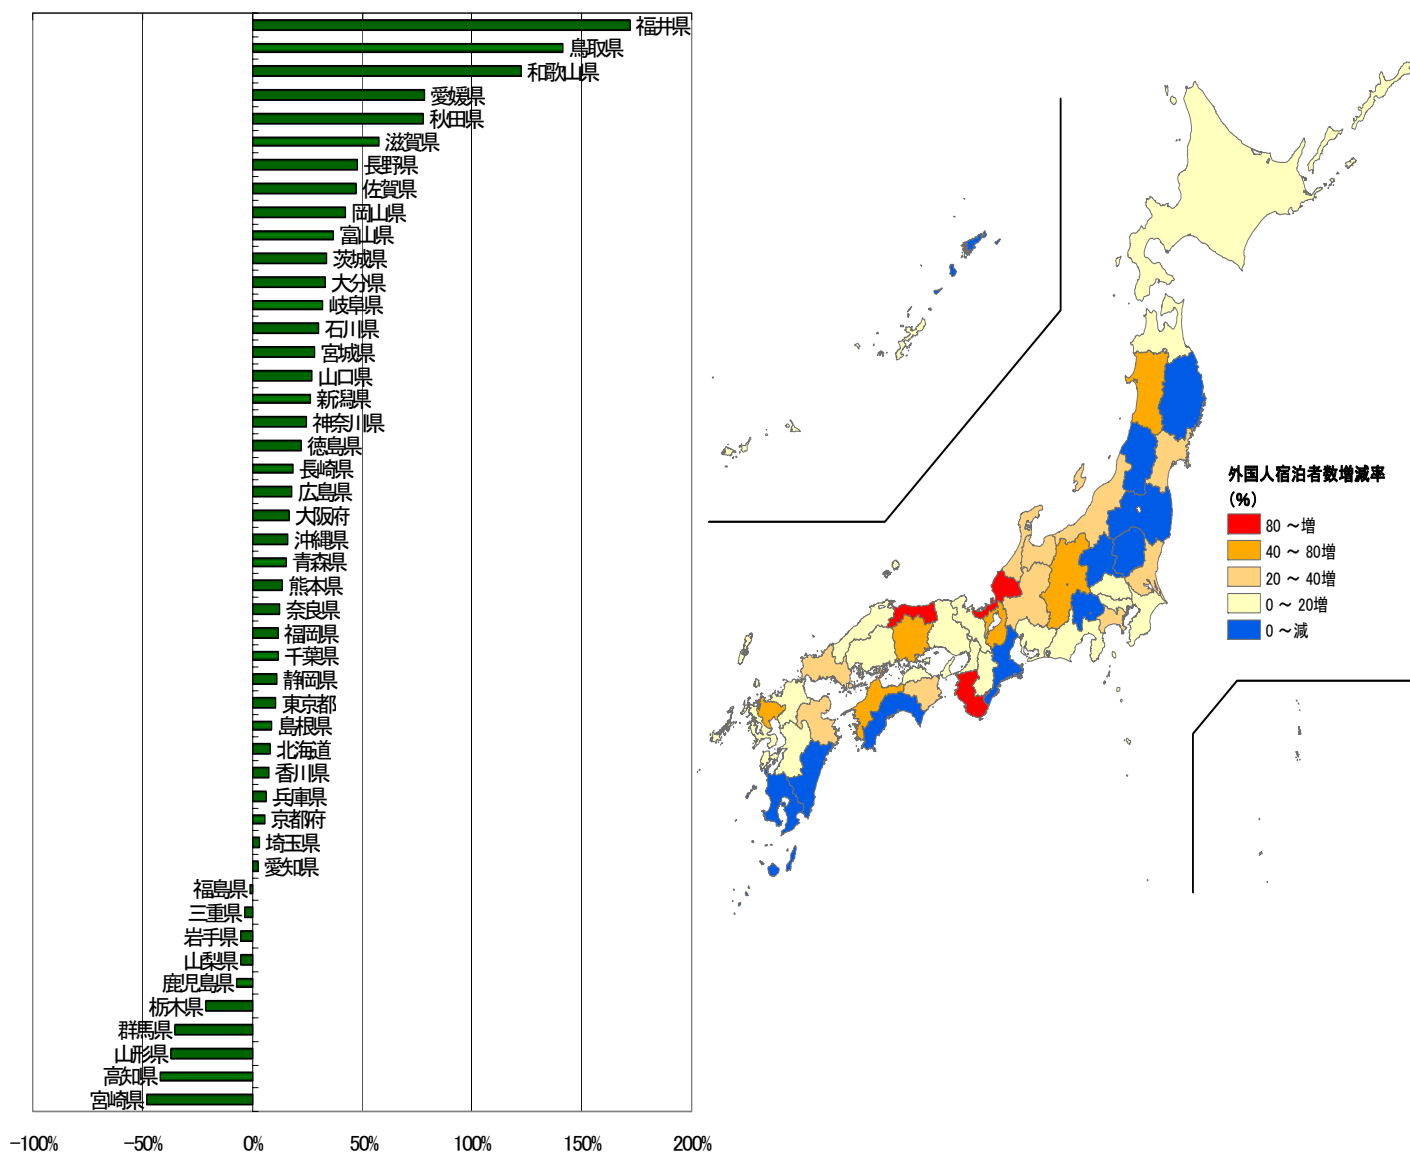 福井県
鳥取県
和歌山県
愛媛県
秋田県
滋賀県
長野県
佐賀県
岡山県
富山県
茨城県
大分県
岐阜県
石川県
宮城県
山口県
新潟県
神奈川県
徳島県
長崎県
広島県
大阪府
沖縄県
青森県
熊本県
奈良県
福岡県
千葉県
静岡県
東京都
島根県
北海道
香川県
兵庫県
京都府
埼玉県
愛知県
福島県
三重県
岩手県
山梨県
鹿児島県
栃木県
群馬県
山形県
高知県
宮崎県
-100% -50% 0% 50% 100% 150% 200%
外国人宿泊者数増減率
(%)
80 ～増
40 ～ 80増
20 ～ 40増
0 ～ 20増
0 ～減